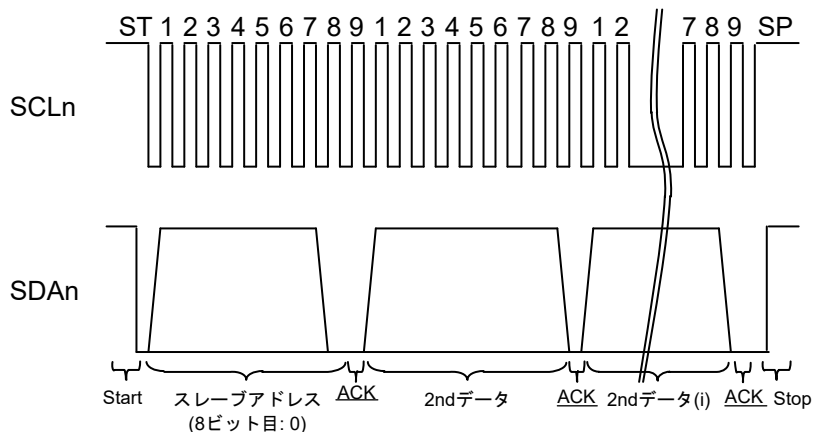 ST 1 2 3 4 5 6 7 8 9 1 2 3 4 5 6 7 8 9 1 2 7 8 9 SP
SCLn
SDAn
Start スレーブアドレス ACK 2ndデータ ACK 2ndデータ(i) ACK Stop
(8ビット目: 0)